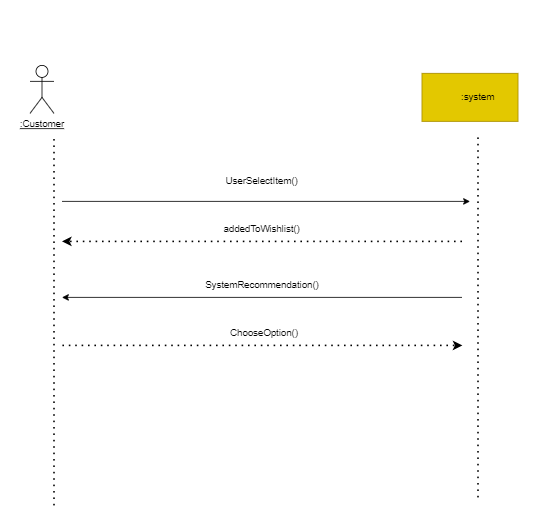 :Customer
:system
UserSelectItem()
addedToWishlist()
SystemRecommendation()
ChooseOption()